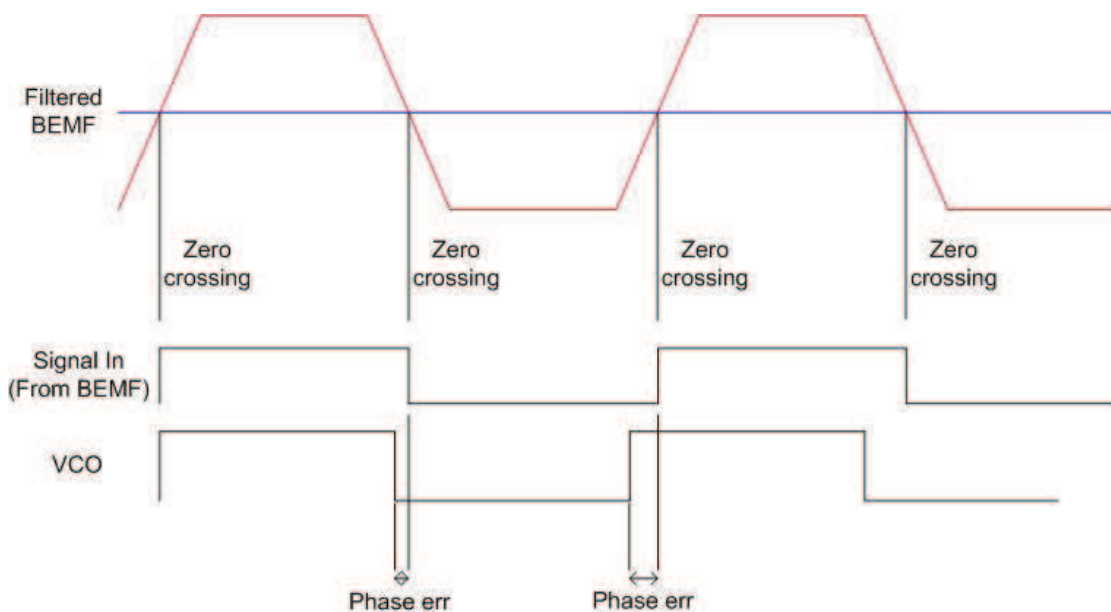 Filtered
BEMF
Zero
crossing
Zero
crossing
Zero
crossing
Zero
crossing
Signal In
(From BEMF)
VCO
Phase err
Phase err